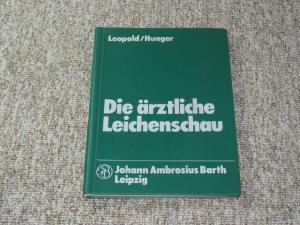 Leopold/Hunger
Die ärztliche
Leichenschau
Johann Ambrosius Barth
Leipzig